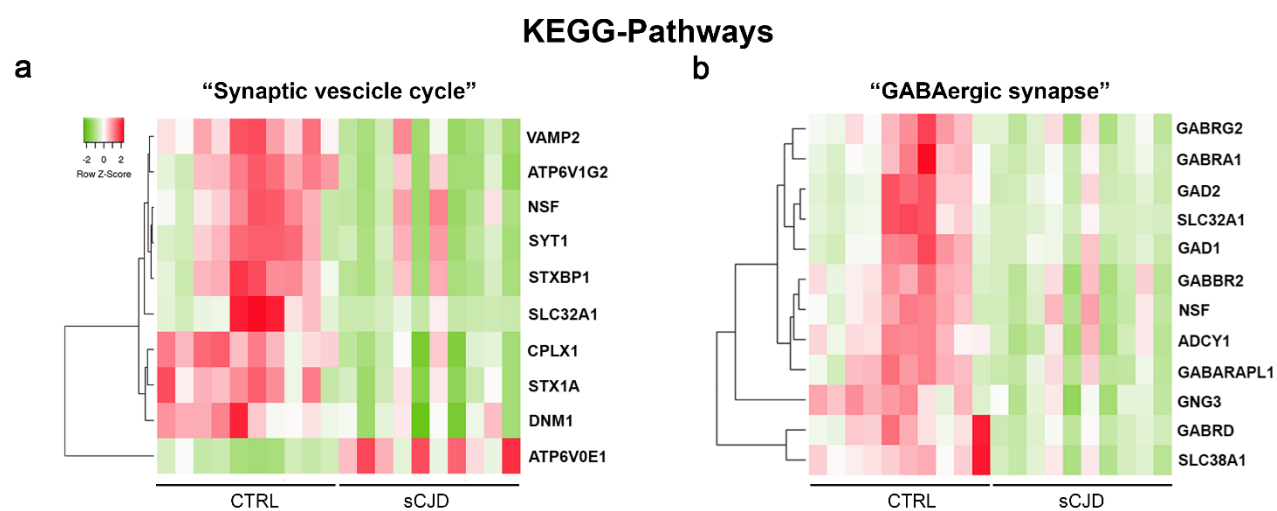 KEGG-Pathways
a
“Synaptic vescicle cycle”
-2 0 2
Row Z-Score
VAMP2
ATP6V1G2
NSF
SYT1
STXBP1
SLC32A1
CPLX1
STX1A
DNM1
ATP6V0E1
CTRL
sCJD
b
“GABAergic synapse”
GABRG2
GABRA1
GAD2
SLC32A1
GAD1
GABBR2
NSF
ADCY1
GABARAPL1
GNG3
GABRD
SLC38A1
CTRL
sCJD